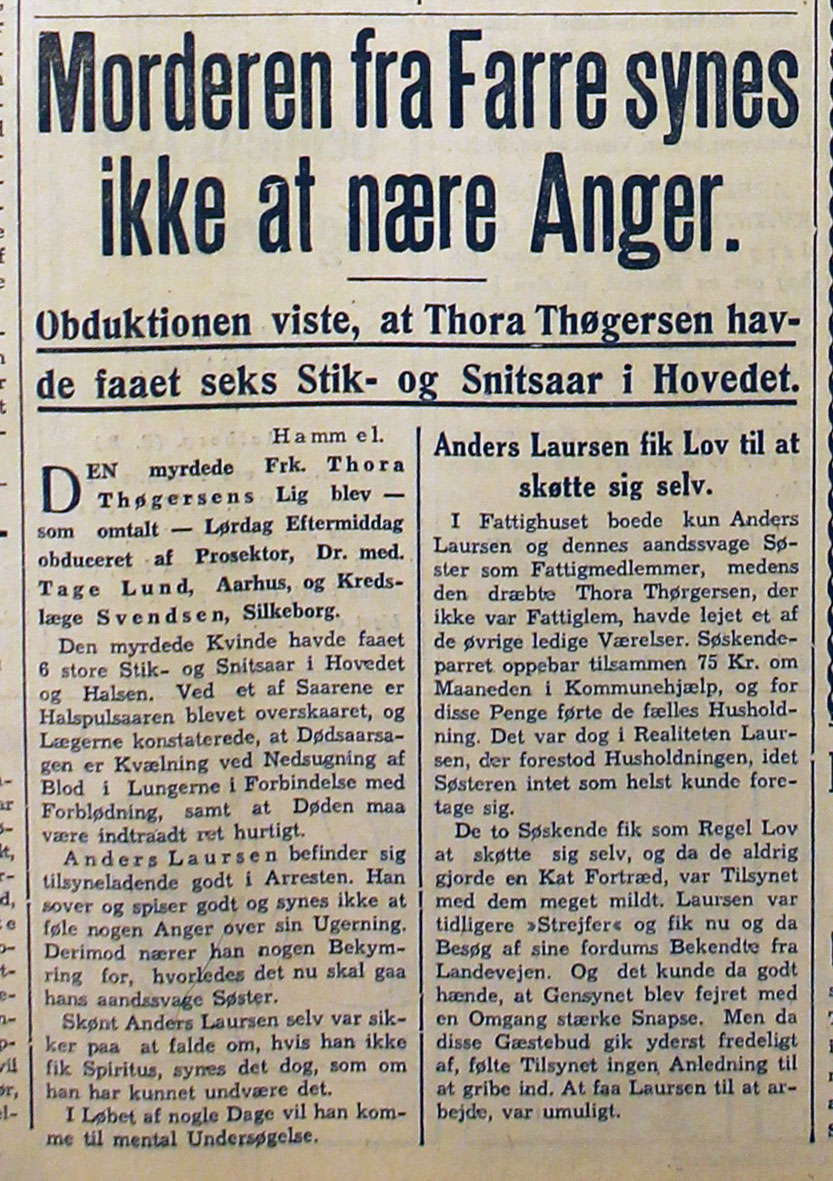 Morderen fra Farre synes
ikke at nære Anger.
Obduktionen viste, at Thora Thøgersen hav-
de faaet seks Stik- og Snitsaar i Hovedet.
Hammel.
DEN myrdede Frk. Thora
Thøgersens Lig blev —
som omtalt — Lørdag Eftermiddag
obduceret af Prosektor, Dr. med.
Tage Lund, Aarhus, og Kreds-
læge Svendsen, Silkeborg.
Den myrdede Kvinde havde faaet
6 store Stik- og Snitsaar i Hovedet
og Halsen. Ved et af Saarene er
Halspulsaaren blevet overskaaret, og
Lægerne konstaterede, at Dødsaarsa-
gen er Kvælning ved Nedsugning af
Blod i Lungerne i Forbindelse med
Forblødning, samt at Døden maa
være indtraadt ret hurtigt.
Anders Laursen befinder sig
tilsyneladende godt i Arresten. Han
sover og spiser godt og synes ikke at
føle nogen Anger over sin Ugerning.
Derimod nærer han nogen Bekym-
ring for, hvorledes det nu skal gaa
hans aandssvage Søster.
Skønt Anders Laursen selv var sik-
ker paa at falde om, hvis han ikke
fik Spiritus, synes det dog, som om
han har kunnet undvære det.
I Løbet af nogle Dage vil han kom-
me til mental Undersøgelse.
Anders Laursen fik Lov til at
skøtte sig selv.
I Fattighuset boede kun Anders
Laursen og dennes aandssvage Sø-
ster som Fattigmedlemmer, medens
den dræbte Thora Thørgersen, der
ikke var Fattiglem, havde lejet et af
de øvrige ledige Værelser. Søskende-
parret oppebar tilsammen 75 Kr. om
Maaneden i Kommunehjælp, og for
disse Penge førte de fælles Hushold-
ning. Det var dog i Realiteten Laur-
sen, der forestod Husholdningen, idet
Søsteren intet som helst kunde fore-
tage sig.
De to Søskende fik som Regel Lov
at skøtte sig selv, og da de aldrig
gjorde en Kat Fortræd, var Tilsynet
med dem meget mildt. Laursen var
tidligere »Strejfer« og fik nu og da
Besøg af sine fordums Bekendte fra
Landevejen. Og det kunde da godt
hænde, at Gensynet blev fejret med
en Omgang stærke Snapse. Men da
disse Gæstebud gik yderst fredeligt
af, følte Tilsynet ingen Anledning til
at gribe ind. At faa Laursen til at ar-
bejde, var umuligt.